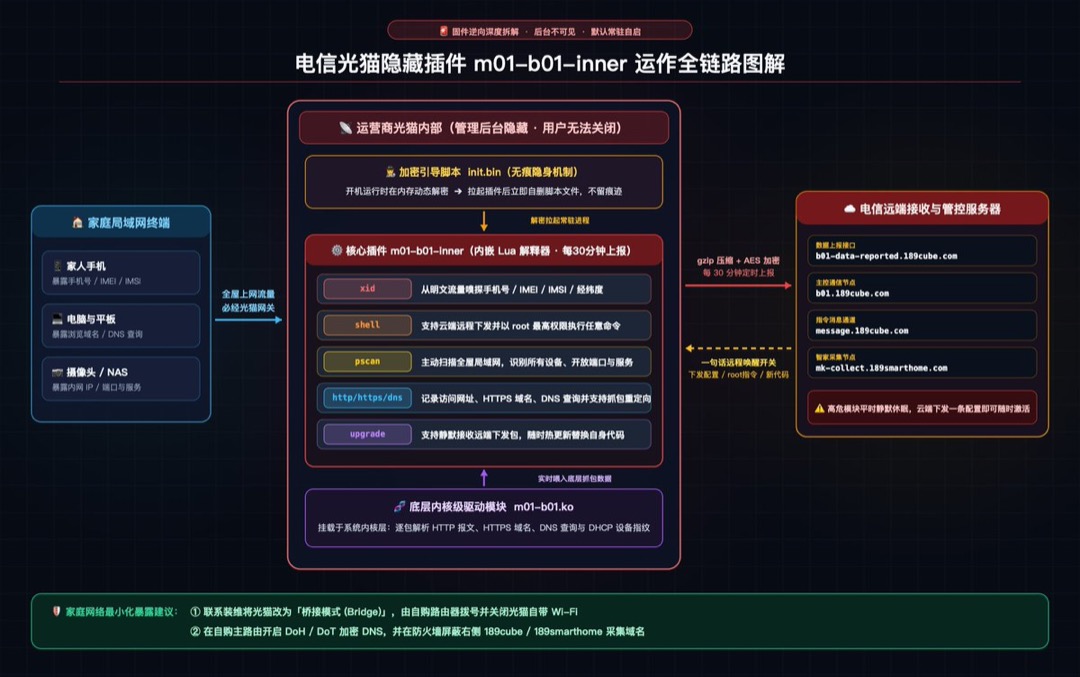 固件逆向深度拆解 · 后台不可见 · 默认常驻自启
电信光猫隐藏插件 m01-b01-inner 运作全链路图解
家庭局域网终端
家人手机
暴露手机号 / IMEI / IMSI
电脑与平板
暴露浏览域名 / DNS 查询
摄像头 / NAS
暴露内网 IP / 端口与服务
全屋上网流量
必经光猫网关
运营商光猫内部（管理后台隐藏 · 用户无法关闭）
加密引导脚本 init.bin（无痕隐身机制）
开机运行时在内存动态解密 → 拉起插件后立即自删脚本文件，不留痕迹
解密拉起常驻进程
核心插件 m01-b01-inner（内嵌 Lua 解释器 · 每30分钟上报）
xid 从明文流量嗅探手机号 / IMEI / IMSI / 经纬度
shell 支持云端远程下发并以 root 最高权限执行任意命令
pscan 主动扫描全屋局域网，识别所有设备、开放端口与服务
http/https/dns 记录访问网址、HTTPS 域名、DNS 查询并支持抓包重定向
upgrade 支持静默接收远端下发包，随时热更新替换自身代码
实时喂入底层抓包数据
底层内核级驱动模块 m01-b01.ko
挂载于系统内核层：逐包解析 HTTP 报文、HTTPS 域名、DNS 查询与 DHCP 设备指纹
gzip 压缩 + AES 加密
每 30 分钟定时上报
一句话远程唤醒开关
下发配置 / root指令 / 新代码
电信远端接收与管控服务器
数据上报接口
b01-data-reported.189cube.com
主控通信节点
b01.189cube.com
指令消息通道
message.189cube.com
智家采集节点
mk-collect.189smarthome.com
高危模块平时静默休眠，云端下发一条配置即可随时激活
家庭网络最小化暴露建议： ① 联系装维将光猫改为「桥接模式 (Bridge)」，由自购路由器拨号并关闭光猫自带 Wi-Fi
② 在自购主路由开启 DoH / DoT 加密 DNS，并在防火墙屏蔽右侧 189cube / 189smarthome 采集域名